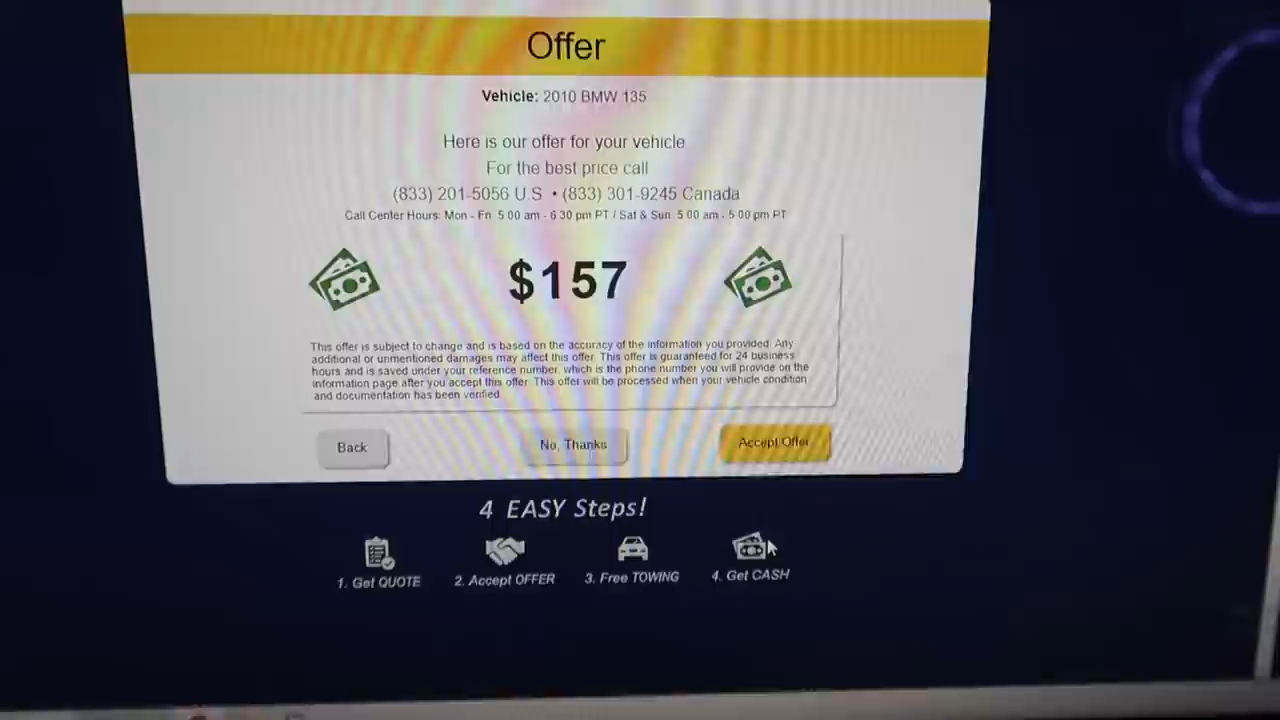 Offer
Vehicle: 2010 BMW 135
Here is our offer for your vehicle
For the best price call
(833) 201-5056 U.S • (833) 301-9245 Canada
Call Center Hours: Mon - Fri: 5:00 am - 6:30 pm PT / Sat & Sun: 5:00 am - 5:00 pm PT
$157
This offer is subject to change and is based on the accuracy of the information you provided. Any
additional or unmentioned damages may affect this offer. This offer is guaranteed for 24 business
hours and is saved under your reference number, which is the phone number you will provide on the
information page after you accept this offer. This offer will be processed when your vehicle condition
and documentation has been verified.
Back
No, Thanks
Accept Offer
4 EASY Steps!
1. Get QUOTE
2. Accept OFFER
3. Free TOWING
4. Get CASH